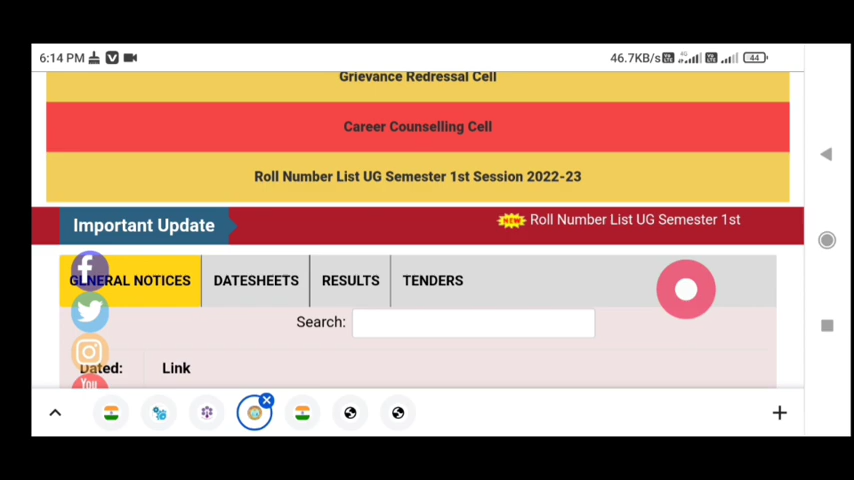 6:14 PM
46.7KB/s 4G 44
Grievance Redressal Cell
Career Counselling Cell
Roll Number List UG Semester 1st Session 2022-23
Important Update
NEW Roll Number List UG Semester 1st
GENERAL NOTICES DATESHEETS RESULTS TENDERS
Search:
Dated: Link
You